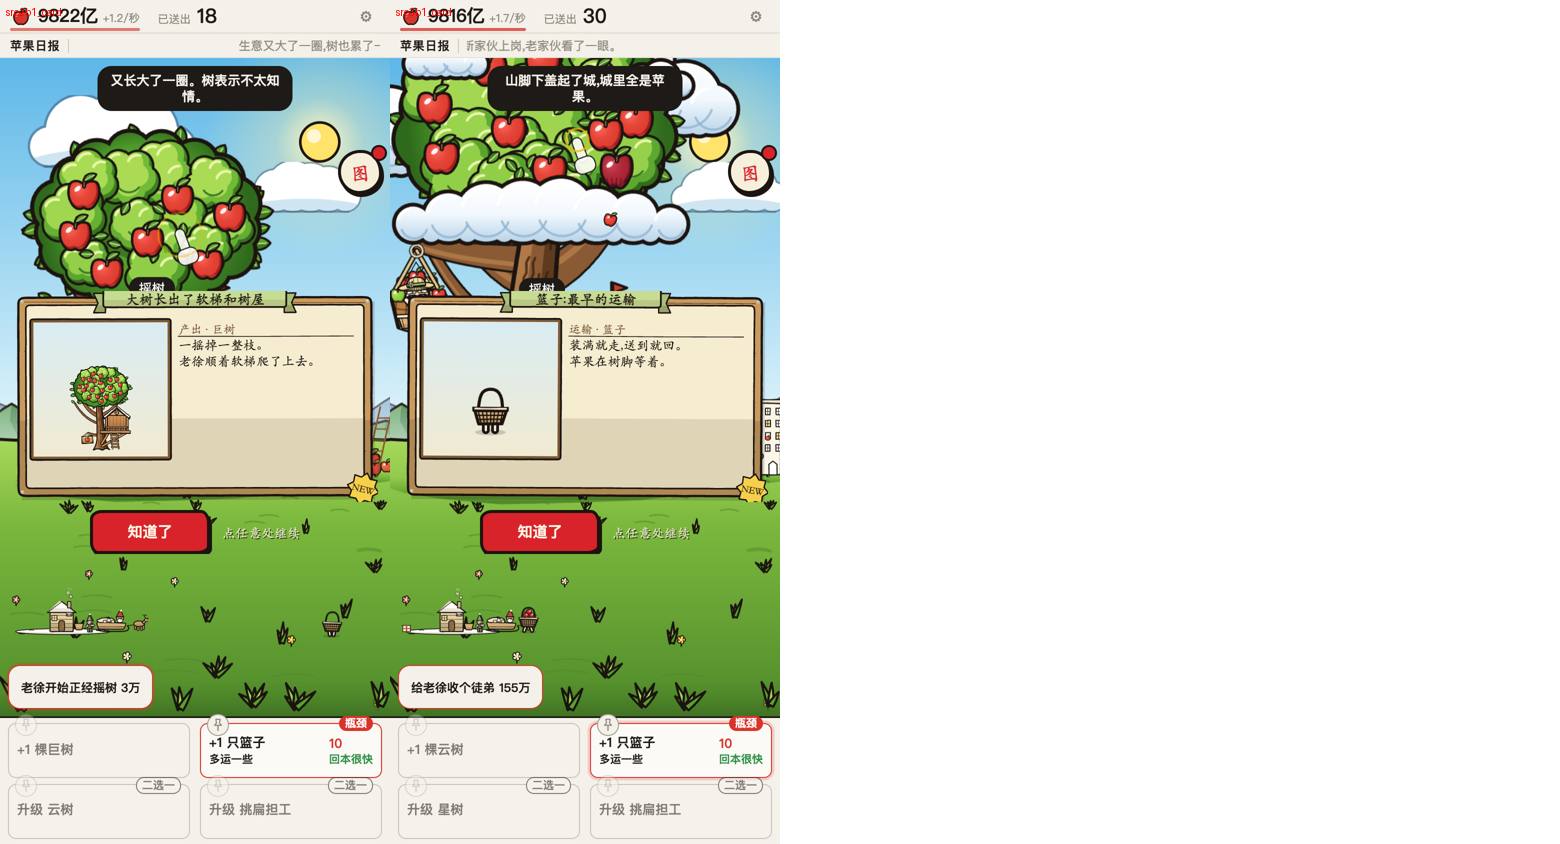 9822亿 +1.2/秒 已送出 18
苹果日报 生意又大了一圈,树也累了
又长大了一圈。树表示不太知
情。
图
摇树
大树长出了软梯和树屋
产出·巨树
一摇掉一整枝。
老徐顺着软梯爬了上去。
NEW
知道了 点任意处继续
老徐开始正经摇树 3万
瓶颈
+1 棵巨树
+1 只篮子 10
多运一些 回本很快
二选一 二选一
升级 云树 升级 挑扁担工
9816亿 +1.7/秒 已送出 30
苹果日报 新家伙上岗,老家伙看了一眼。
山脚下盖起了城,城里全是苹
果。
图
摇树
篮子:最早的运输
运输·篮子
装满就走,送到就回。
苹果在树脚等着。
NEW
知道了 点任意处继续
给老徐收个徒弟 155万
瓶颈
+1 棵云树
+1 只篮子 10
多运一些 回本很快
二选一 二选一
升级 星树 升级 挑扁担工